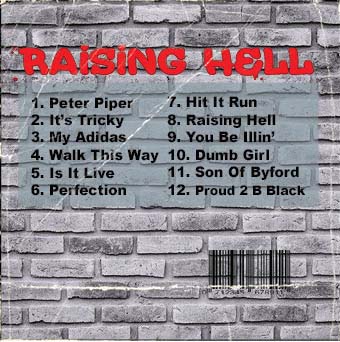 RAiSiNG HELL
1. Peter Piper
2. It's Tricky
3. My Adidas
4. Walk This Way
5. Is It Live
6. Perfection
7. Hit It Run
8. Raising Hell
9. You Be Illin'
10. Dumb Girl
11. Son Of Byford
12. Proud 2 B Black